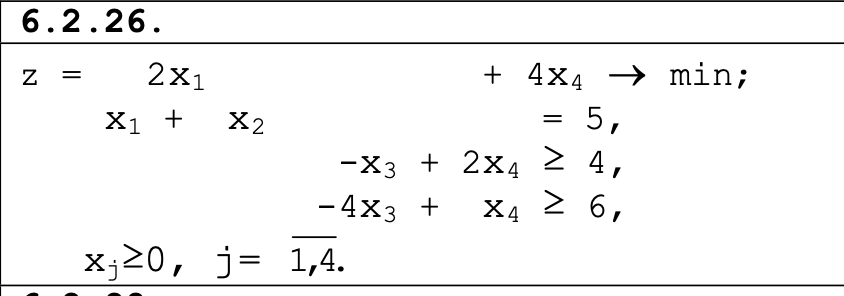 6.2.26.
z = 2x₁ + 4x₄ → min;
x₁ + x₂ = 5,
-x₃ + 2x₄ ≥ 4,
-4x₃ + x₄ ≥ 6,
xⱼ≥0, j= 1,4.